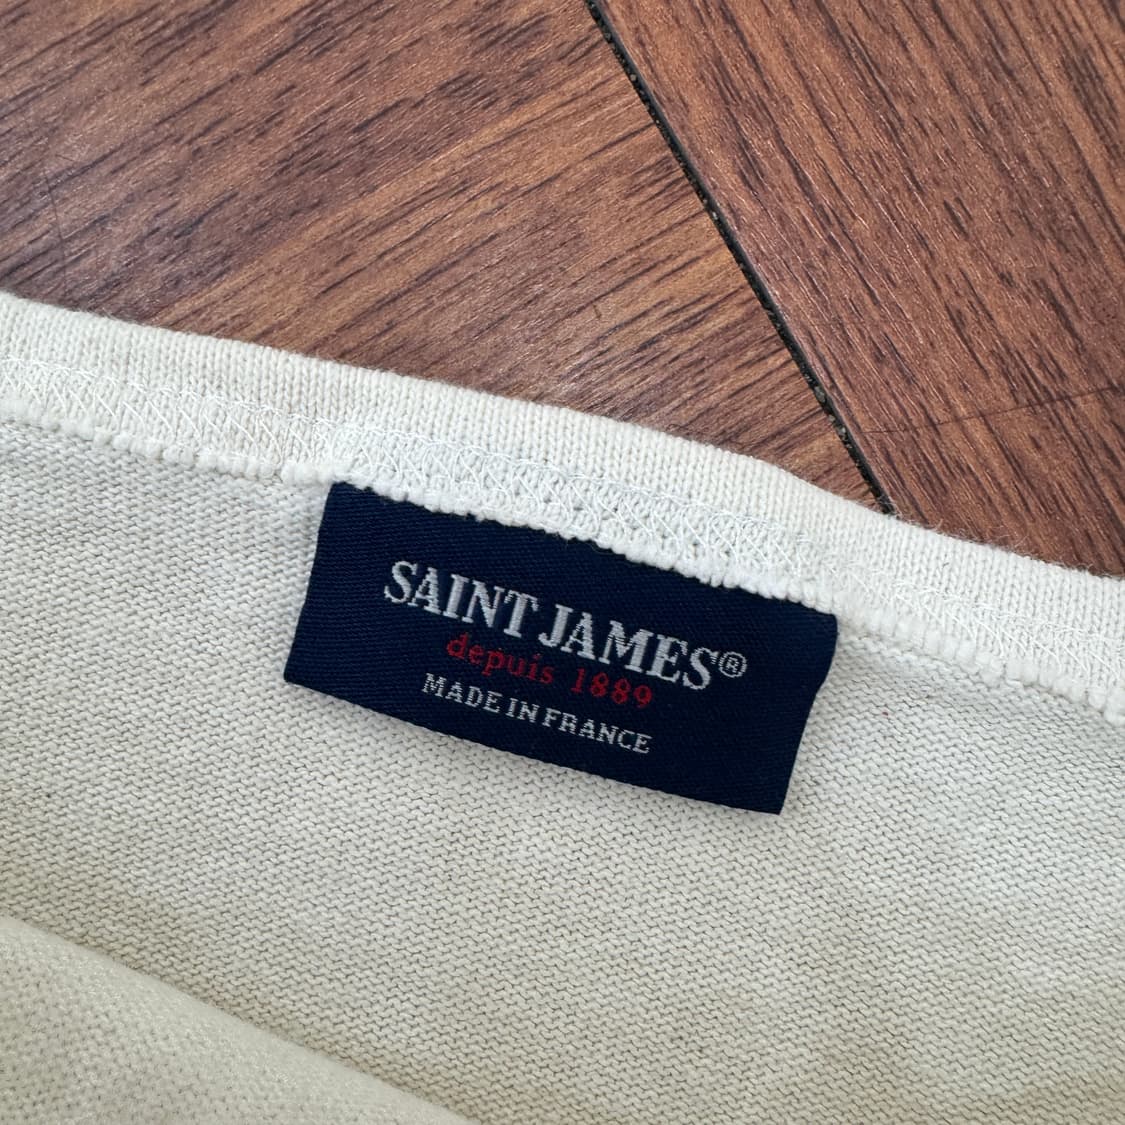 SAINT JAMES®
depuis 1889
MADE IN FRANCE